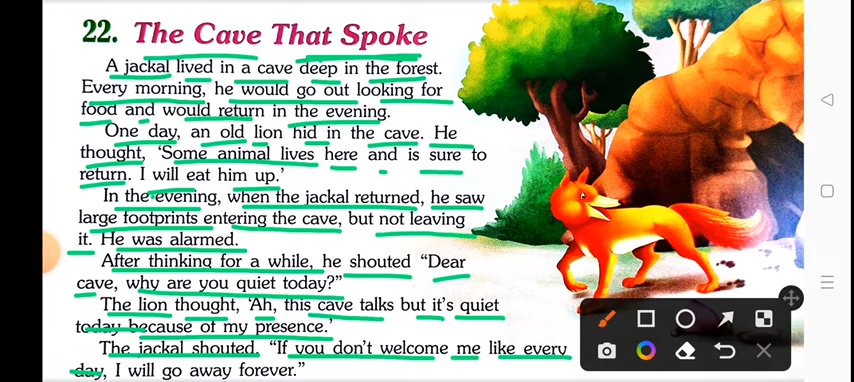 22. The Cave That Spoke
A jackal lived in a cave deep in the forest.
Every morning, he would go out looking for
food and would return in the evening.
One day, an old lion hid in the cave. He
thought, ‘Some animal lives here and is sure to
return. I will eat him up.’
In the evening, when the jackal returned, he saw
large footprints entering the cave, but not leaving
it. He was alarmed.
After thinking for a while, he shouted “Dear
cave, why are you quiet today?”
The lion thought, ‘Ah, this cave talks but it’s quiet
today because of my presence.’
The jackal shouted. “If you don’t welcome me like every
day, I will go away forever.”